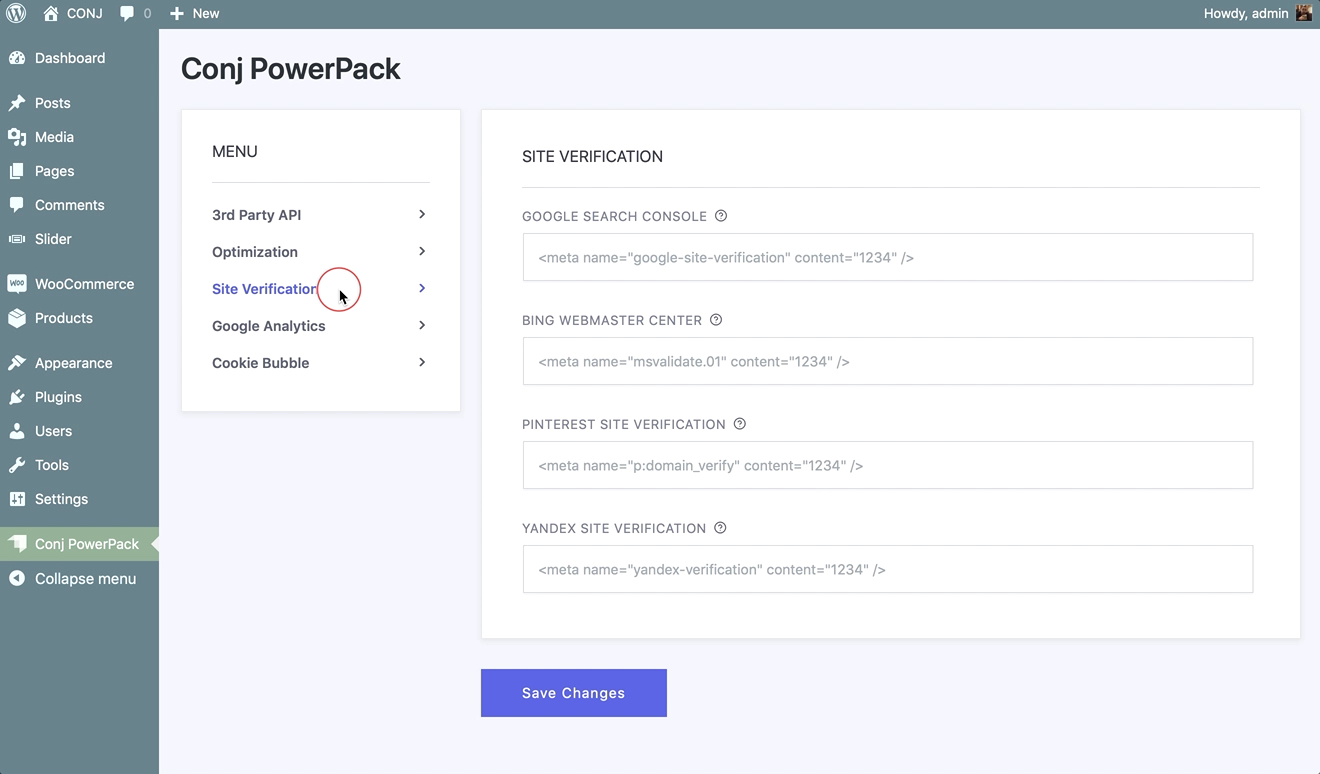 CONJ 0 New Howdy, admin
Dashboard
Posts
Media
Pages
Comments
Slider
WooCommerce
Products
Appearance
Plugins
Users
Tools
Settings
Conj PowerPack
Collapse menu
Conj PowerPack
MENU
3rd Party API
Optimization
Site Verification
Google Analytics
Cookie Bubble
SITE VERIFICATION
GOOGLE SEARCH CONSOLE
<meta name="google-site-verification" content="1234" />
BING WEBMASTER CENTER
<meta name="msvalidate.01" content="1234" />
PINTEREST SITE VERIFICATION
<meta name="p:domain_verify" content="1234" />
YANDEX SITE VERIFICATION
<meta name="yandex-verification" content="1234" />
Save Changes